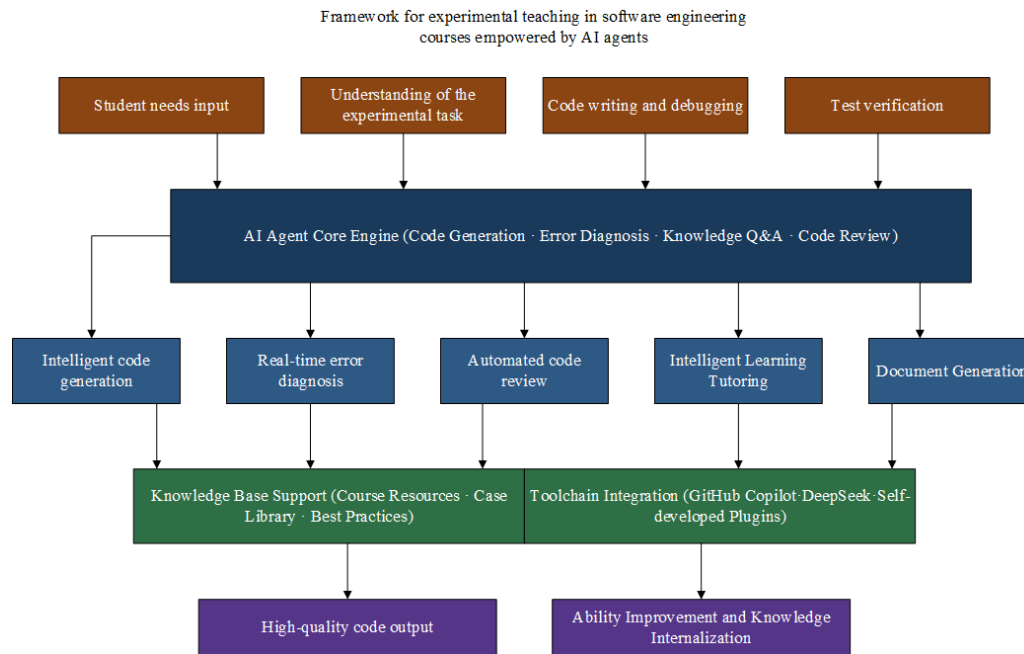 Framework for experimental teaching in software engineering
courses empowered by AI agents
Student needs input
Understanding of the
experimental task
Code writing and debugging
Test verification
AI Agent Core Engine (Code Generation · Error Diagnosis · Knowledge Q&A · Code Review)
Intelligent code
generation
Real-time error
diagnosis
Automated code
review
Intelligent Learning
Tutoring
Document Generation
Knowledge Base Support (Course Resources · Case
Library · Best Practices)
Toolchain Integration (GitHub Copilot·DeepSeek·Self-
developed Plugins)
High-quality code output
Ability Improvement and Knowledge
Internalization